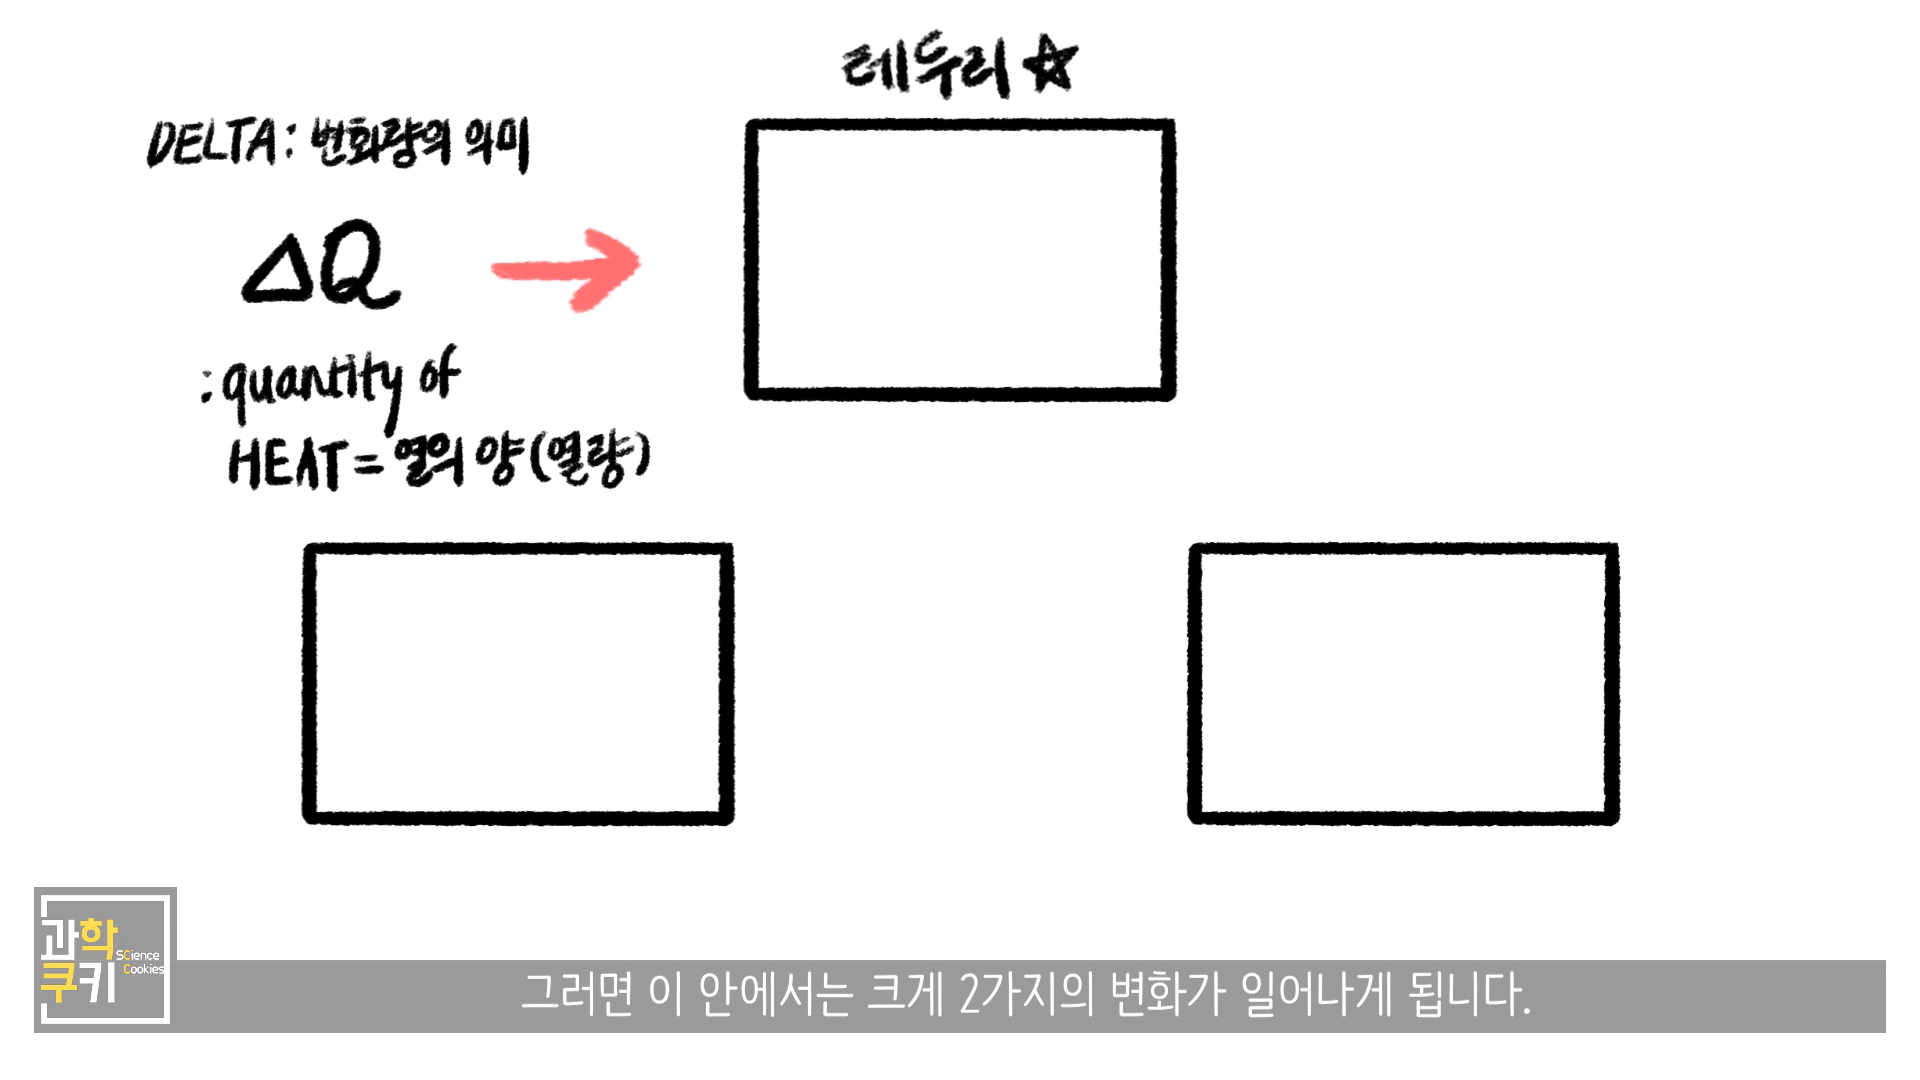 테두리 ☆
DELTA : 변화량의 의미
△Q
: quantity of
HEAT = 열의 양 (열량)
과학
쿠키
Science
Cookies
그러면 이 안에서는 크게 2가지의 변화가 일어나게 됩니다.